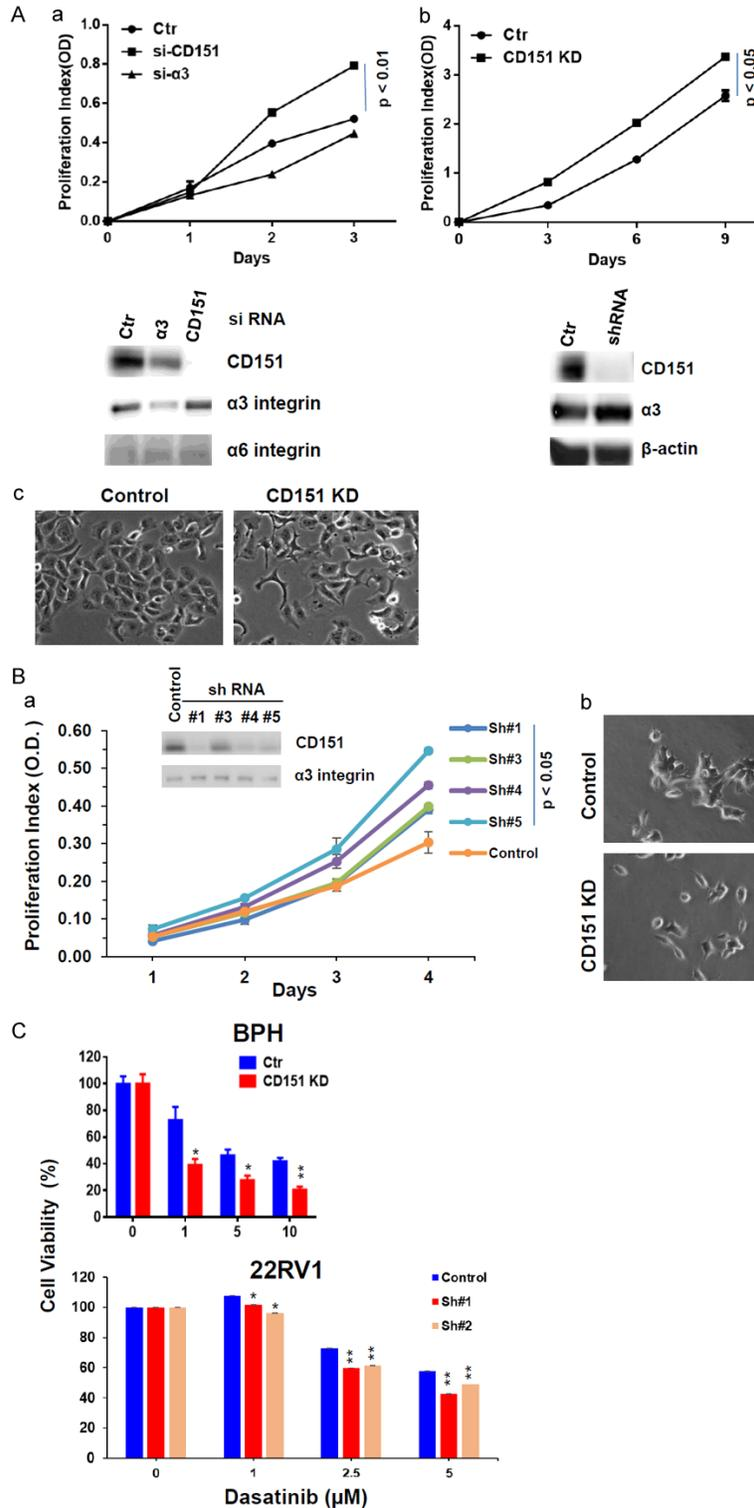 A
a
Ctr
si-CD151
si-α3
Proliferation Index(OD)
0.0
0.2
0.4
0.6
0.8
1.0
0
1
2
3
Days
p < 0.01
b
Ctr
CD151 KD
Proliferation Index(OD)
0
1
2
3
4
0
3
6
9
Days
p < 0.05
Ctr
α3
CD151
si RNA
CD151
α3 integrin
α6 integrin
Ctr
shRNA
CD151
α3
β-actin
c
Control
CD151 KD
B
a
Control
sh RNA
#1 #3 #4 #5
CD151
α3 integrin
Proliferation Index (O.D.)
0.60
0.50
0.40
0.30
0.20
0.10
0.00
1
2
3
4
Days
Sh#1
Sh#3
Sh#4
Sh#5
Control
p < 0.05
b
Control
CD151 KD
C
BPH
Ctr
CD151 KD
120
100
80
60
40
20
0
*
*
**
0
1
5
10
Cell Viability (%)
22RV1
Control
Sh#1
Sh#2
120
100
80
60
40
20
0
*
*
**
**
**
**
0
1
2.5
5
Dasatinib (μM)